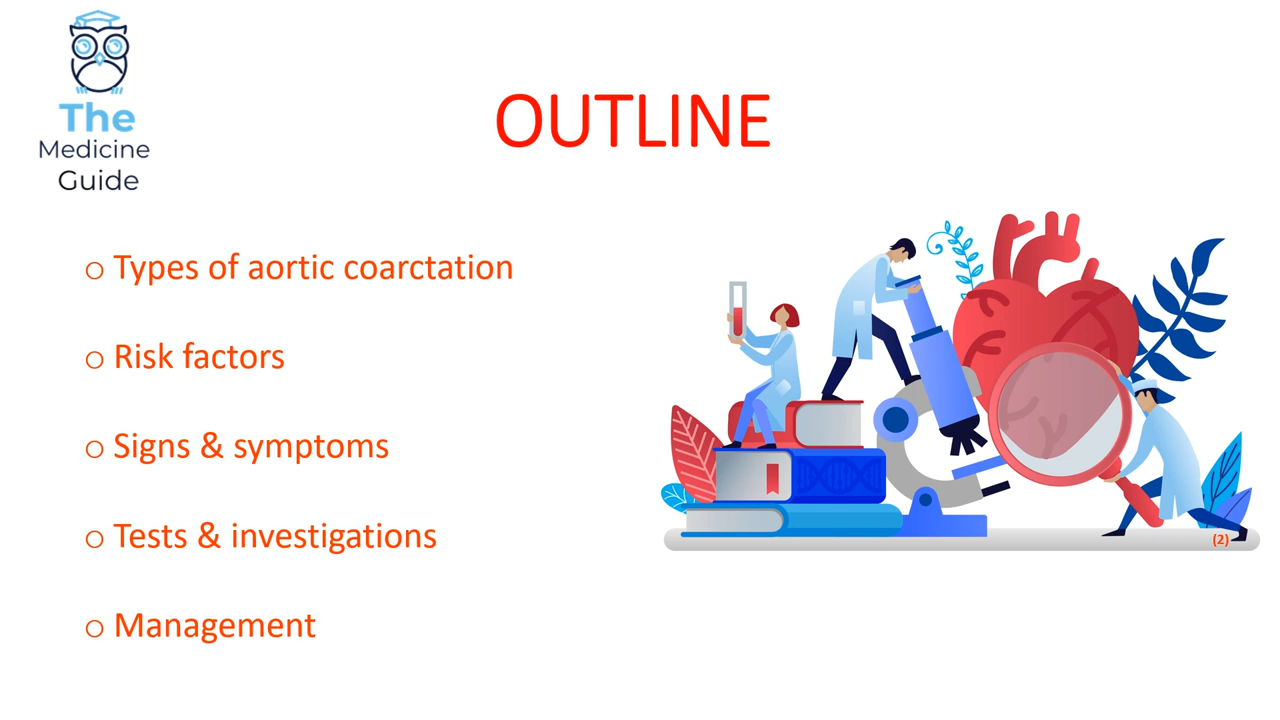 The
Medicine
Guide
OUTLINE
o Types of aortic coarctation
o Risk factors
o Signs & symptoms
o Tests & investigations
o Management
(2)